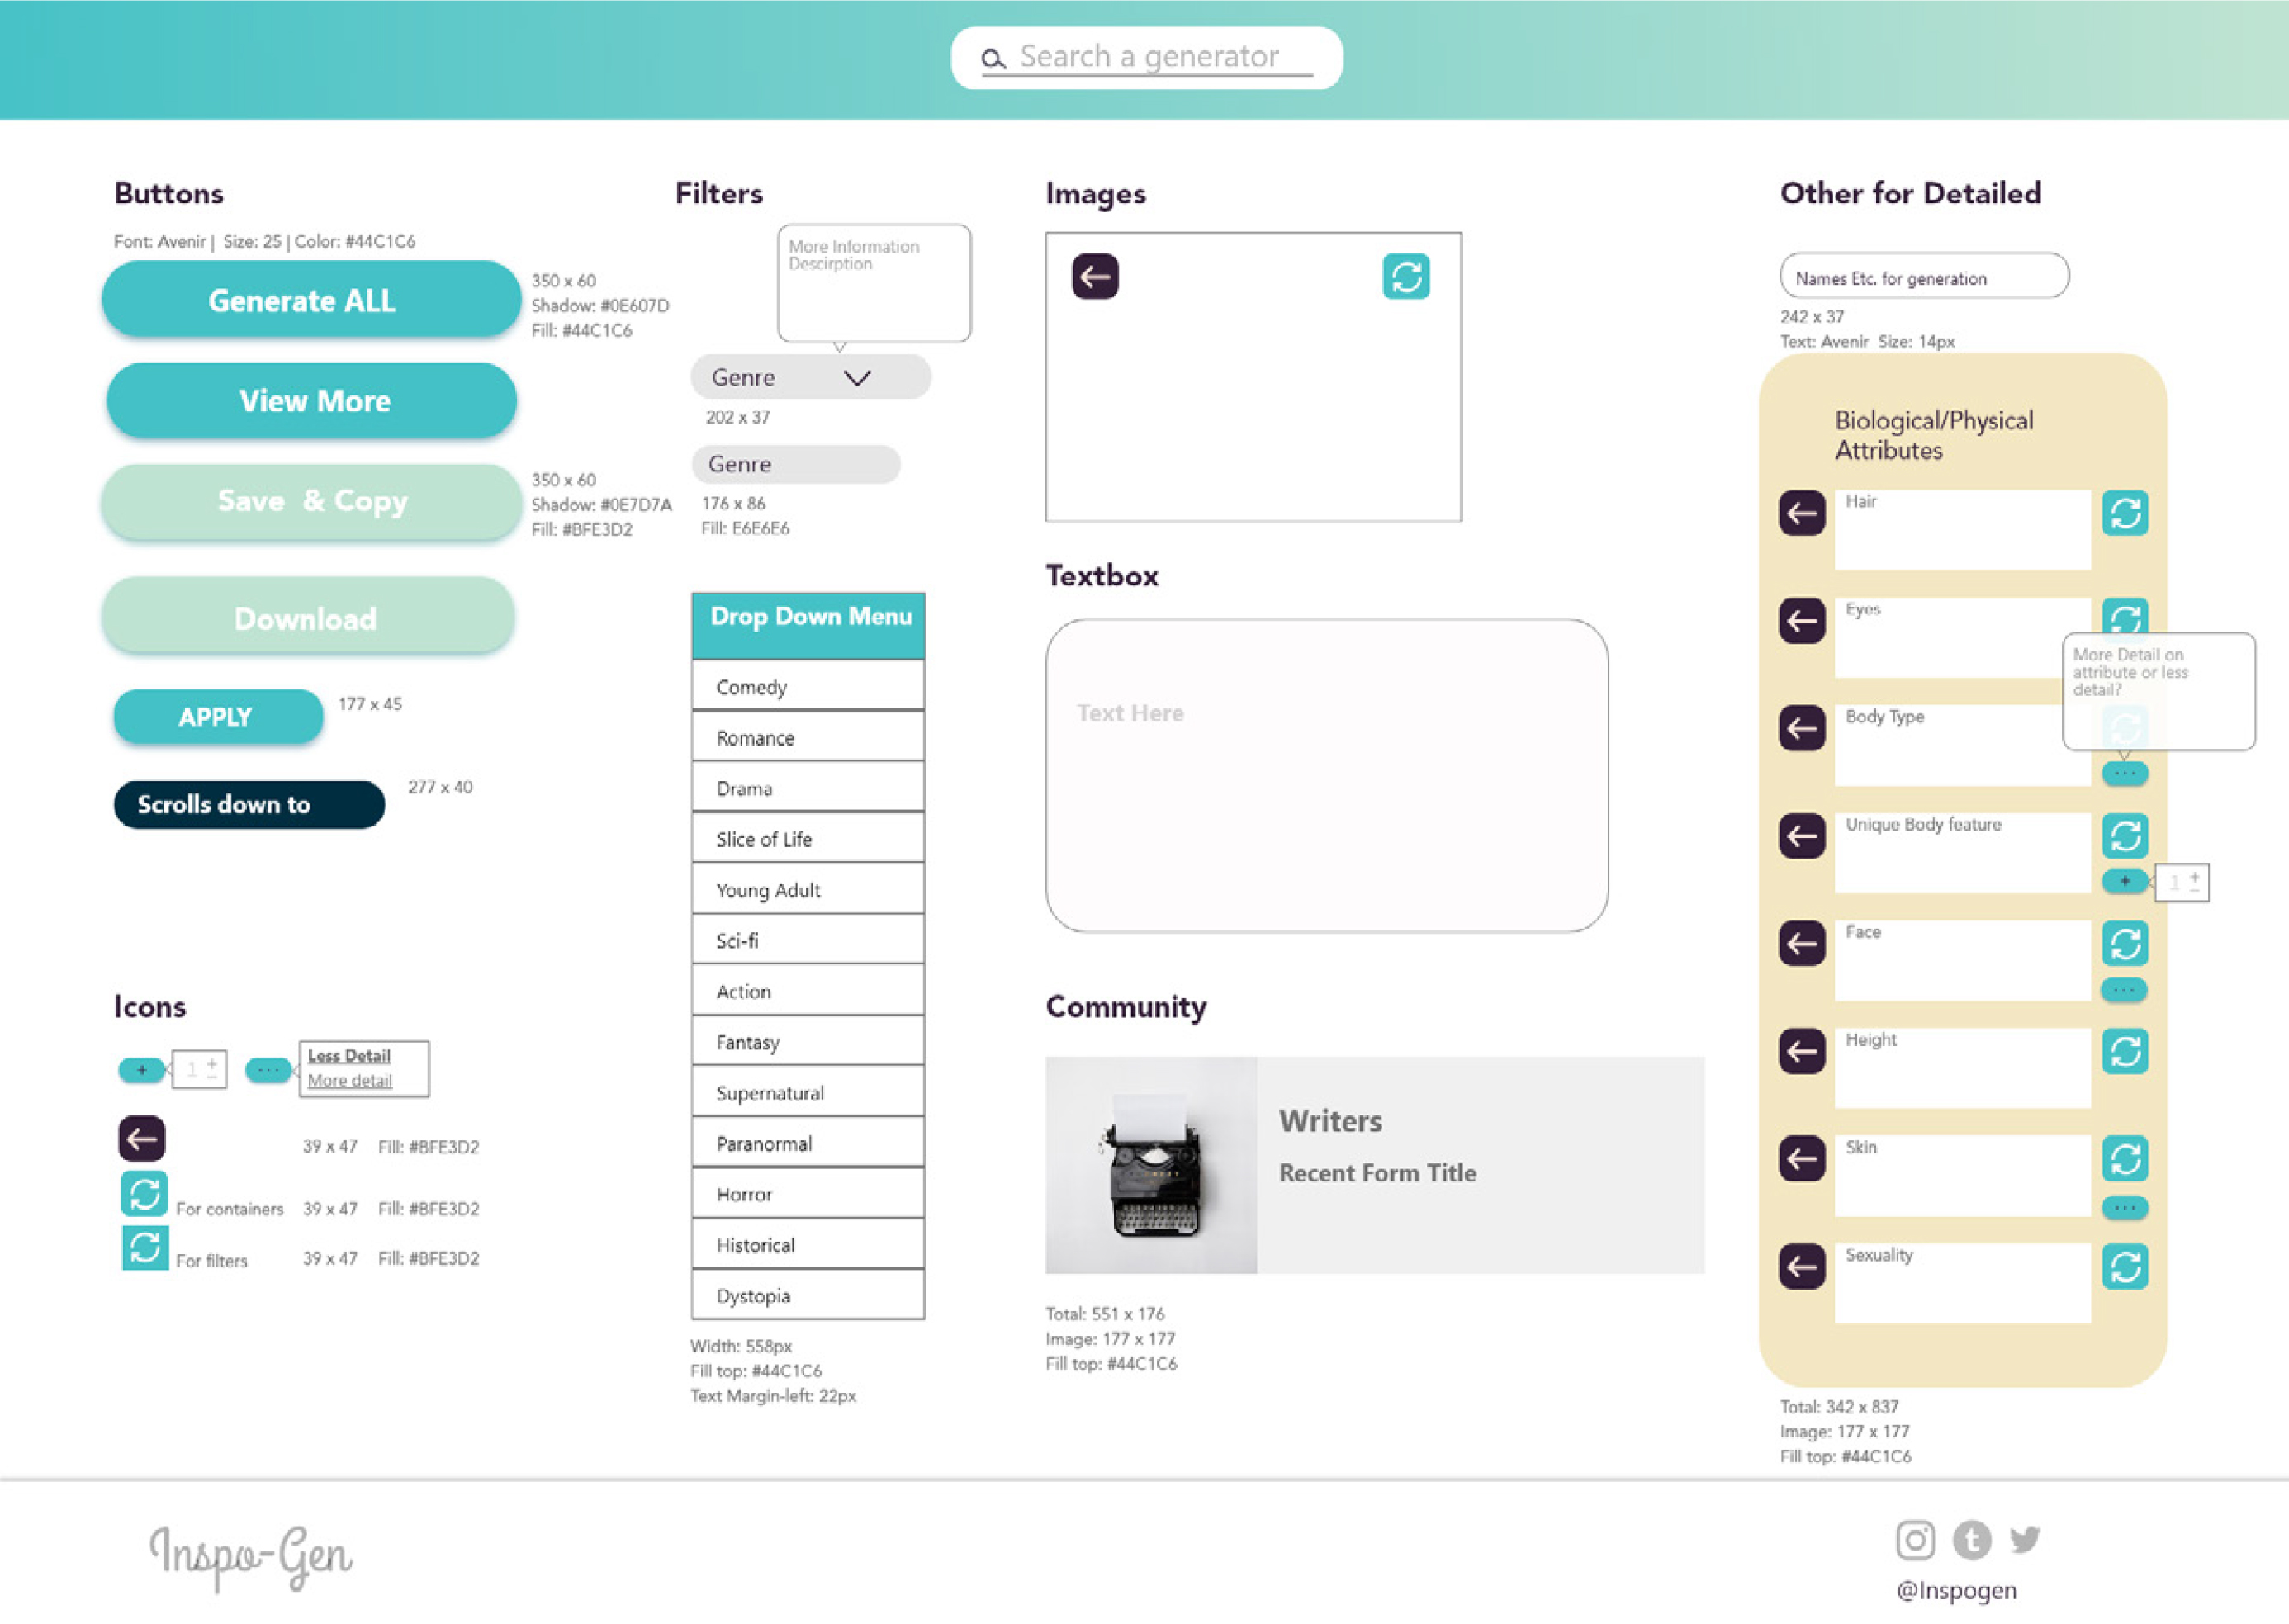 Search a generator
Buttons
Font: Avenir | Size: 25 | Color: #44C1C6
Generate ALL
350 x 60
Shadow: #0E607D
Fill: #44C1C6
View More
Save & Copy
350 x 60
Shadow: #0E7D7A
Fill: #BFE3D2
Download
APPLY
177 x 45
Scrolls down to
277 x 40
Icons
+
1 +
−
...
Less Detail
More detail
39 x 47 Fill: #BFE3D2
For containers 39 x 47 Fill: #BFE3D2
For filters 39 x 47 Fill: #BFE3D2
Filters
More Information
Descirption
Genre
202 x 37
Genre
176 x 86
Fill: E6E6E6
Drop Down Menu
Comedy
Romance
Drama
Slice of Life
Young Adult
Sci-fi
Action
Fantasy
Supernatural
Paranormal
Horror
Historical
Dystopia
Width: 558px
Fill top: #44C1C6
Text Margin-left: 22px
Images
Textbox
Text Here
Community
Writers
Recent Form Title
Total: 551 x 176
Image: 177 x 177
Fill top: #44C1C6
Other for Detailed
Names Etc. for generation
242 x 37
Text: Avenir Size: 14px
Biological/Physical
Attributes
Hair
Eyes
More Detail on
attribute or less
detail?
Body Type
...
Unique Body feature
+
1 +
−
Face
...
Height
Skin
...
Sexuality
Total: 342 x 837
Image: 177 x 177
Fill top: #44C1C6
Inspo-Gen
@Inspogen